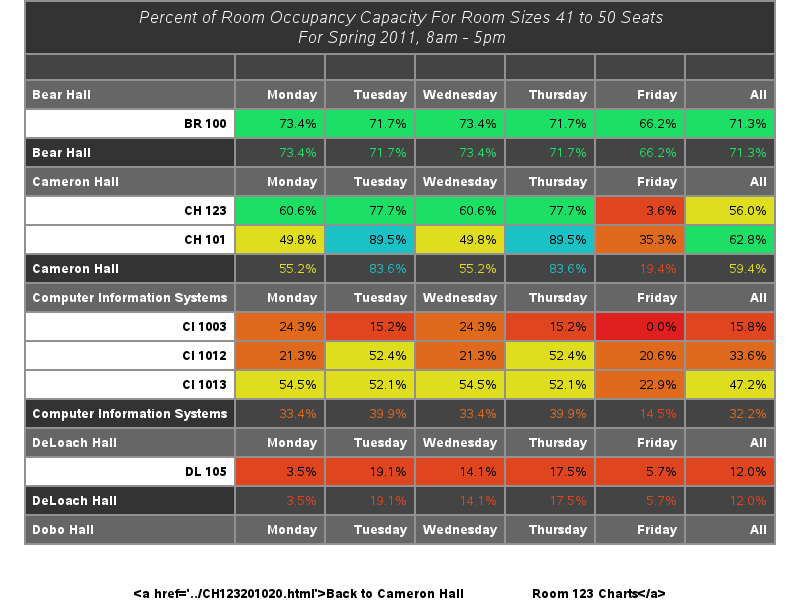 Percent of Room Occupancy Capacity For Room Sizes 41 to 50 Seats
For Spring 2011, 8am - 5pm
Bear Hall Monday Tuesday Wednesday Thursday Friday All
BR 100 73.4% 71.7% 73.4% 71.7% 66.2% 71.3%
Bear Hall 73.4% 71.7% 73.4% 71.7% 66.2% 71.3%
Cameron Hall Monday Tuesday Wednesday Thursday Friday All
CH 123 60.6% 77.7% 60.6% 77.7% 3.6% 56.0%
CH 101 49.8% 89.5% 49.8% 89.5% 35.3% 62.8%
Cameron Hall 55.2% 83.6% 55.2% 83.6% 19.4% 59.4%
Computer Information Systems Monday Tuesday Wednesday Thursday Friday All
CI 1003 24.3% 15.2% 24.3% 15.2% 0.0% 15.8%
CI 1012 21.3% 52.4% 21.3% 52.4% 20.6% 33.6%
CI 1013 54.5% 52.1% 54.5% 52.1% 22.9% 47.2%
Computer Information Systems 33.4% 39.9% 33.4% 39.9% 14.5% 32.2%
DeLoach Hall Monday Tuesday Wednesday Thursday Friday All
DL 105 3.5% 19.1% 14.1% 17.5% 5.7% 12.0%
DeLoach Hall 3.5% 19.1% 14.1% 17.5% 5.7% 12.0%
Dobo Hall Monday Tuesday Wednesday Thursday Friday All
<a href='../CH123201020.html'>Back to Cameron Hall Room 123 Charts</a>